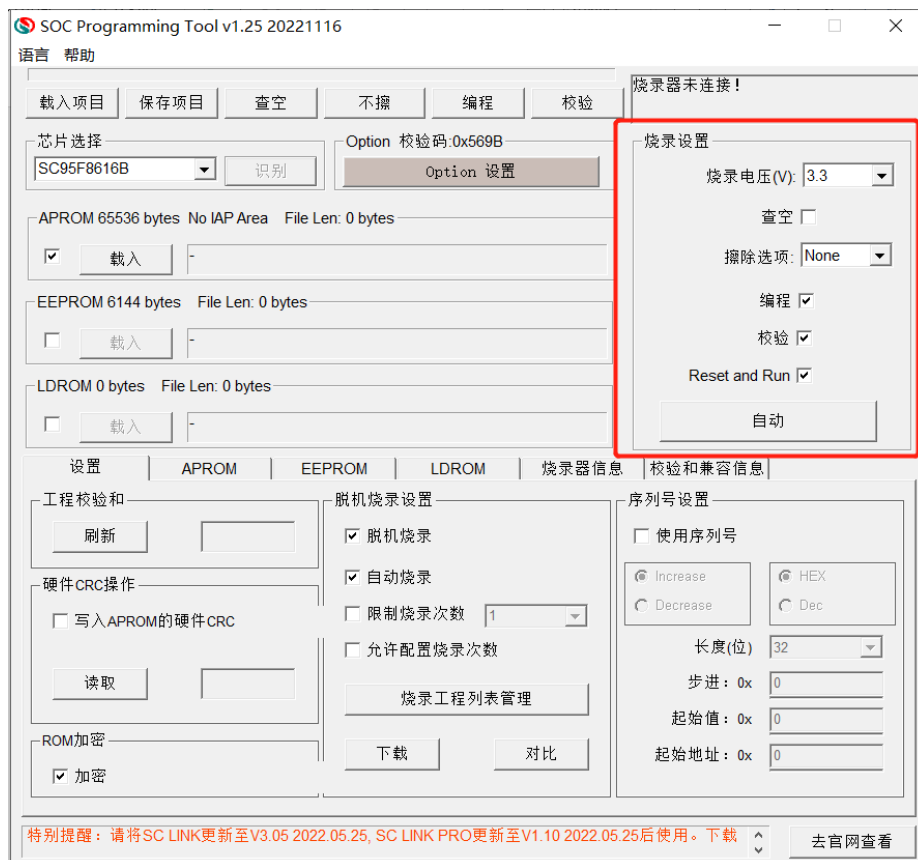 SOC Programming Tool v1.25 20221116
语言 帮助
载入项目 保存项目 查空 不擦 编程 校验
烧录器未连接！
芯片选择
SC95F8616B 识别
Option 校验码:0x569B
Option 设置
APROM 65536 bytes No IAP Area File Len: 0 bytes
载入 -
EEPROM 6144 bytes File Len: 0 bytes
载入 -
LDROM 0 bytes File Len: 0 bytes
载入 -
烧录设置
烧录电压(V): 3.3
查空
擦除选项: None
编程
校验
Reset and Run
自动
设置 APROM EEPROM LDROM 烧录器信息 校验和兼容信息
工程校验和
刷新
硬件CRC操作
写入APROM的硬件CRC
读取
ROM加密
加密
脱机烧录设置
脱机烧录
自动烧录
限制烧录次数 1
允许配置烧录次数
烧录工程列表管理
下载 对比
序列号设置
使用序列号
Increase HEX
Decrease Dec
长度(位) 32
步进：0x 0
起始值：0x 0
起始地址：0x 0
特别提醒：请将SC LINK更新至V3.05 2022.05.25, SC LINK PRO更新至V1.10 2022.05.25后使用。下载
去官网查看